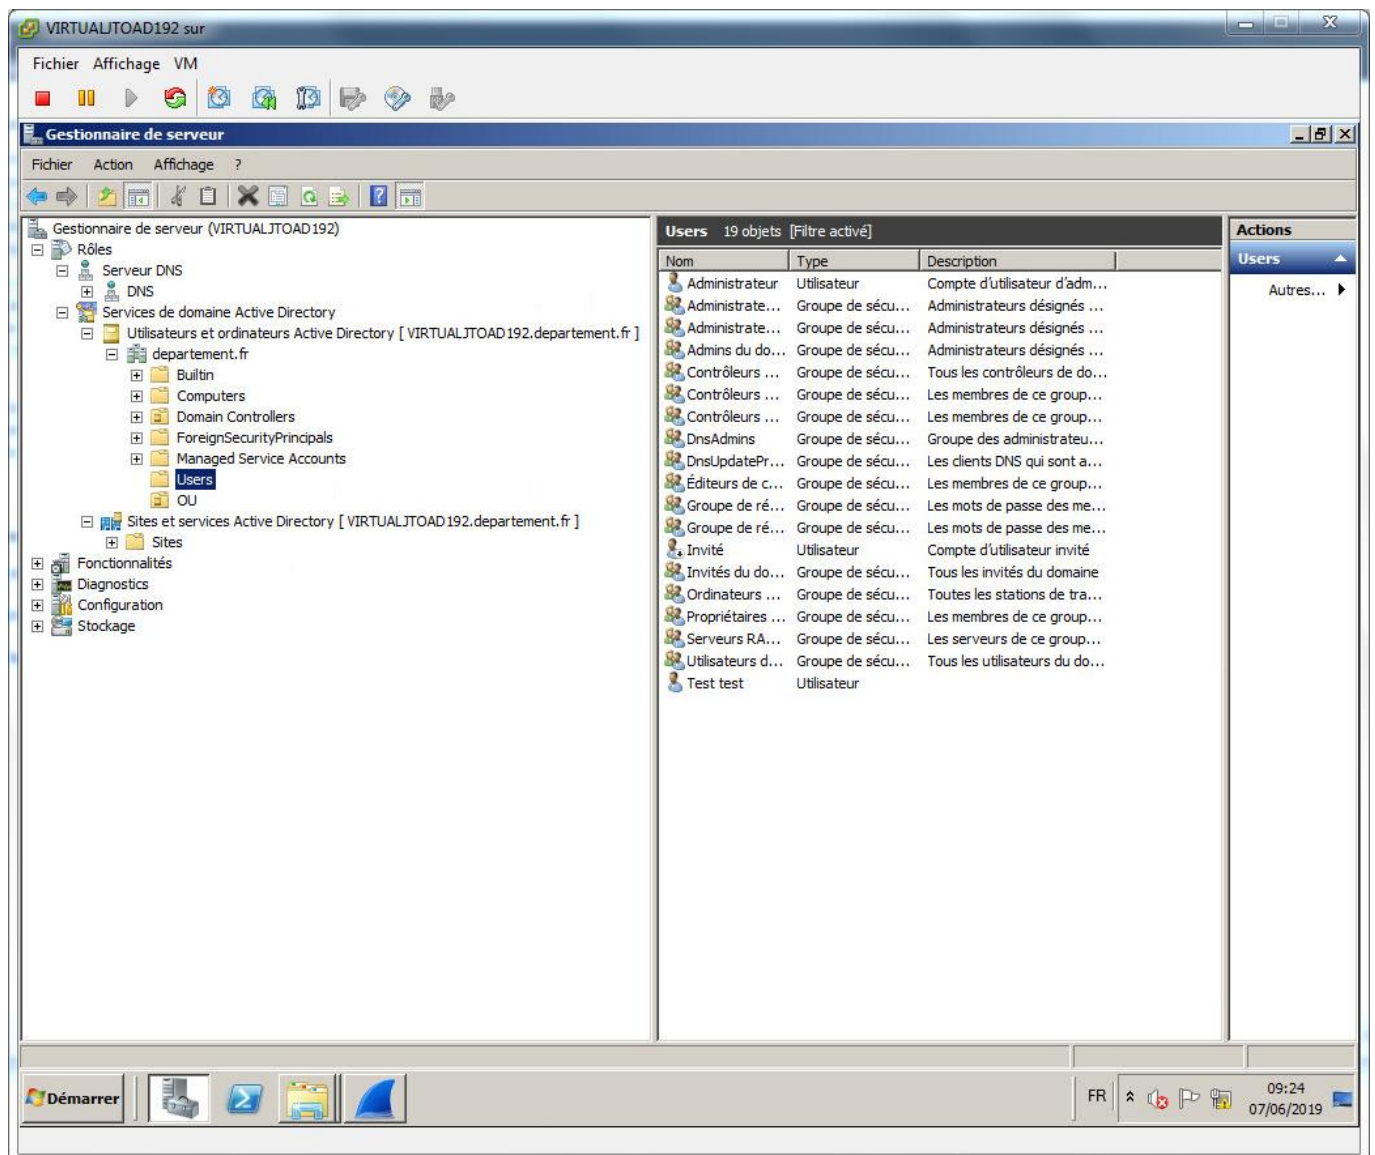 VIRTUALJTOAD192 sur
Fichier Affichage VM
Gestionnaire de serveur
Fichier Action Affichage ?
Gestionnaire de serveur (VIRTUALJTOAD192)
Rôles
Serveur DNS
DNS
Services de domaine Active Directory
Utilisateurs et ordinateurs Active Directory [ VIRTUALJTOAD192.departement.fr ]
departement.fr
Builtin
Computers
Domain Controllers
ForeignSecurityPrincipals
Managed Service Accounts
Users
OU
Sites et services Active Directory [ VIRTUALJTOAD192.departement.fr ]
Sites
Fonctionnalités
Diagnostics
Configuration
Stockage
Users 19 objets [Filtre activé]
Nom Type Description
Administrateur Utilisateur Compte d'utilisateur d'adm...
Administrate... Groupe de sécu... Administrateurs désignés ...
Administrate... Groupe de sécu... Administrateurs désignés ...
Admins du do... Groupe de sécu... Administrateurs désignés ...
Contrôleurs ... Groupe de sécu... Tous les contrôleurs de do...
Contrôleurs ... Groupe de sécu... Les membres de ce group...
Contrôleurs ... Groupe de sécu... Les membres de ce group...
DnsAdmins Groupe de sécu... Groupe des administrateu...
DnsUpdatePr... Groupe de sécu... Les clients DNS qui sont a...
Éditeurs de c... Groupe de sécu... Les membres de ce group...
Groupe de ré... Groupe de sécu... Les mots de passe des me...
Groupe de ré... Groupe de sécu... Les mots de passe des me...
Invité Utilisateur Compte d'utilisateur invité
Invités du do... Groupe de sécu... Tous les invités du domaine
Ordinateurs ... Groupe de sécu... Toutes les stations de tra...
Propriétaires ... Groupe de sécu... Les membres de ce group...
Serveurs RA... Groupe de sécu... Les serveurs de ce group...
Utilisateurs d... Groupe de sécu... Tous les utilisateurs du do...
Test test Utilisateur
Actions
Users
Autres...
Démarrer
FR
09:24
07/06/2019